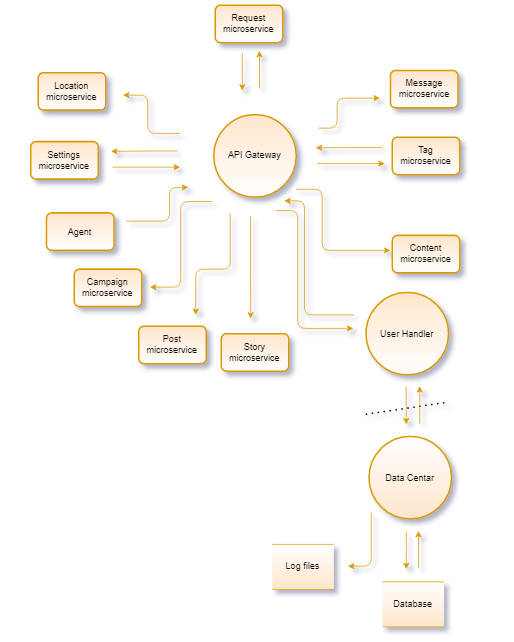 Request
microservice
Location
microservice
Message
microservice
Settings
microservice
API Gateway
Tag
microservice
Agent
Content
microservice
Campaign
microservice
Post
microservice
Story
microservice
User Handler
Data Centar
Log files
Database